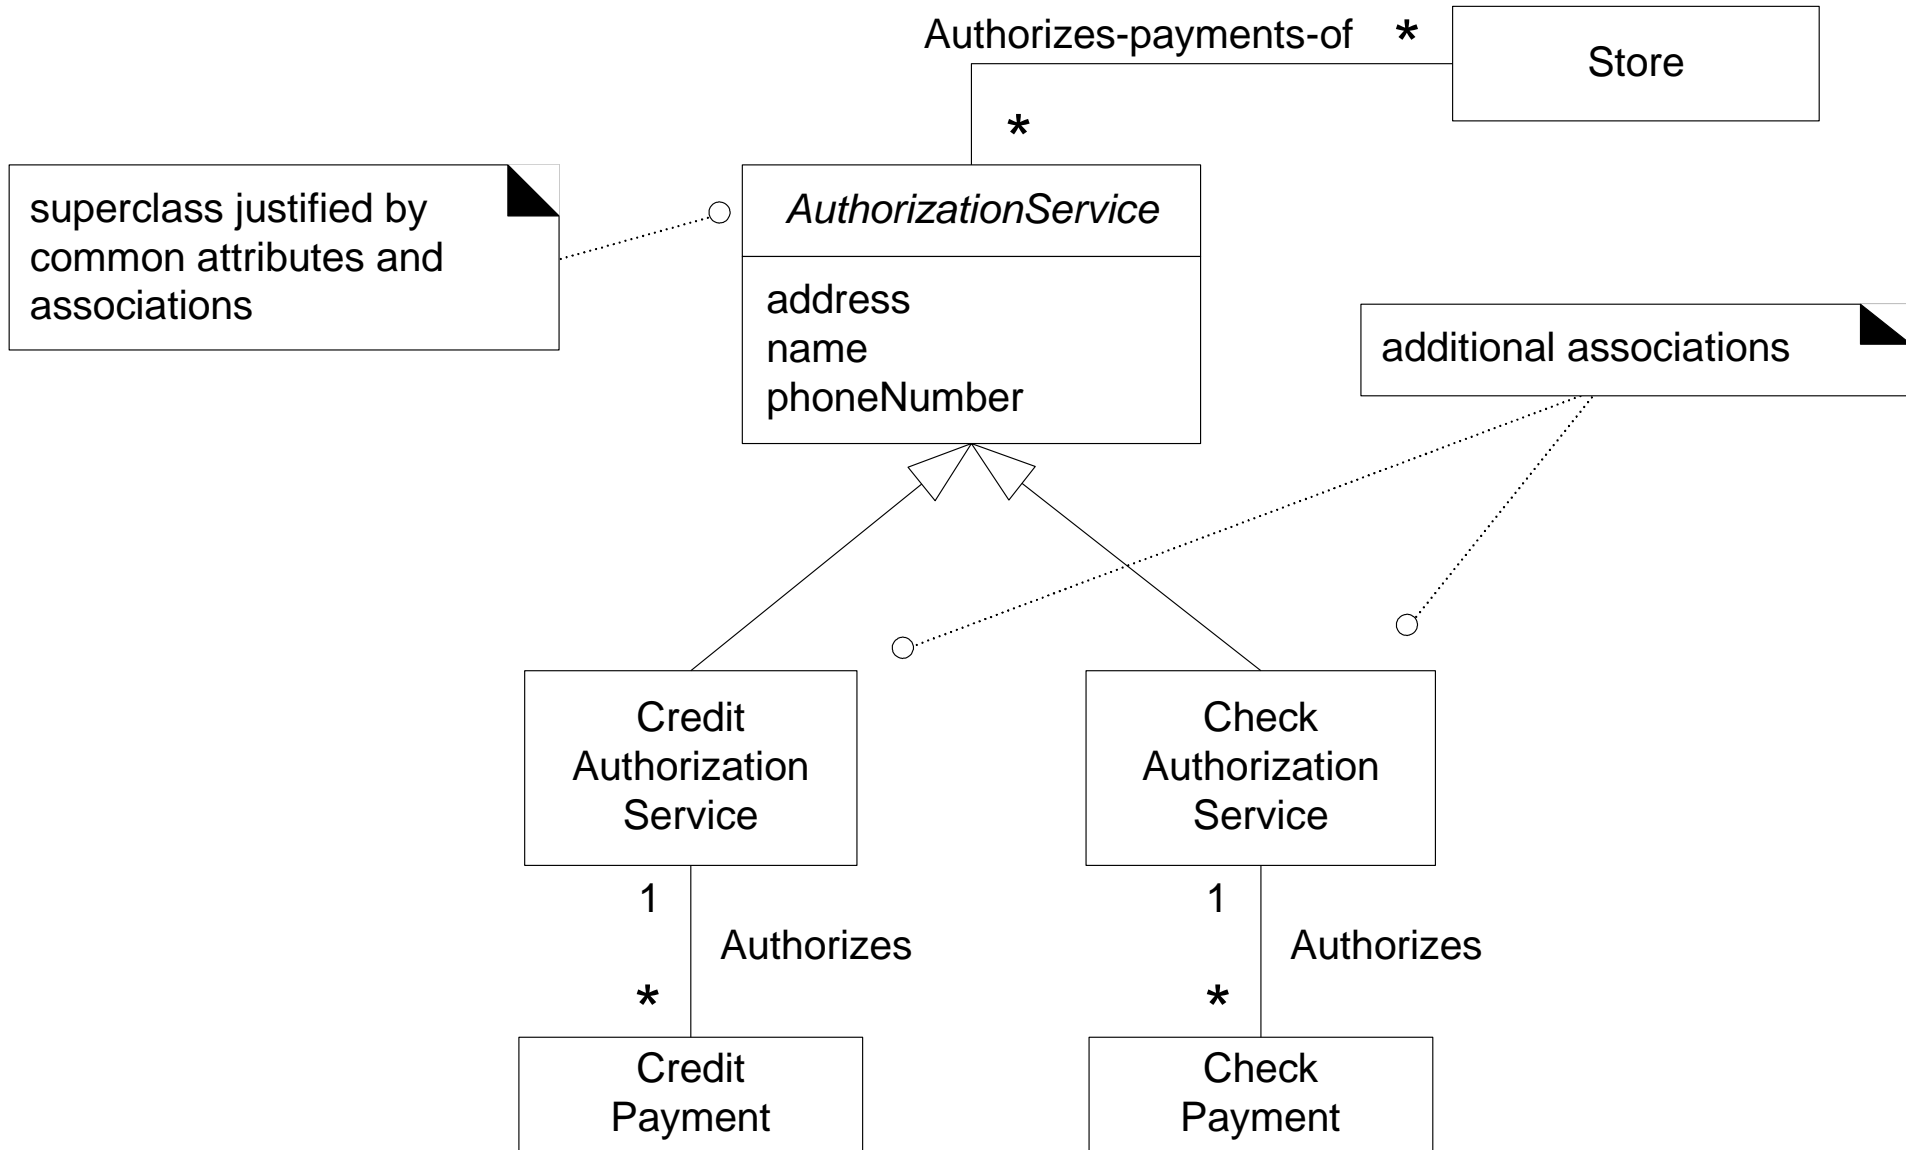 Authorizes-payments-of *
Store
*
superclass justified by
common attributes and
associations
AuthorizationService
address
name
phoneNumber
additional associations
Credit
Authorization
Service
Check
Authorization
Service
1
Authorizes
*
1
Authorizes
*
Credit
Payment
Check
Payment